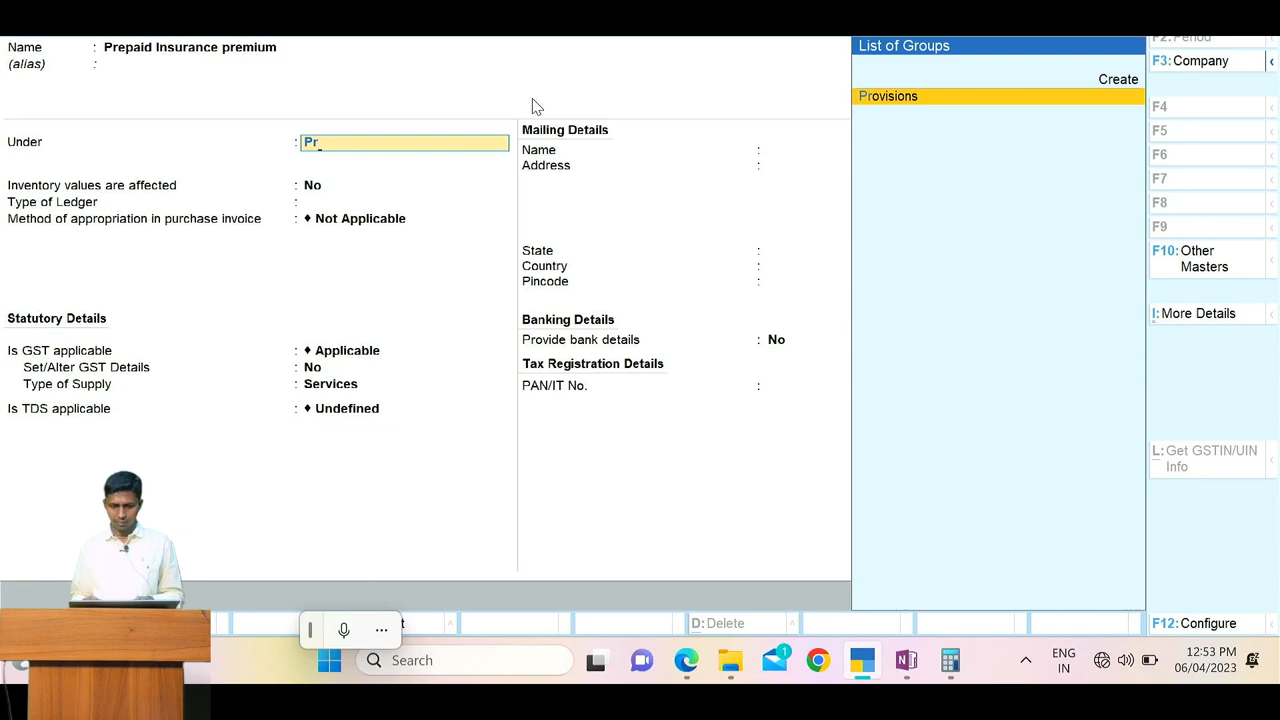 Name : Prepaid Insurance premium
(alias) :
Under : Pr
Inventory values are affected : No
Type of Ledger :
Method of appropriation in purchase invoice : ♦ Not Applicable
Statutory Details
Is GST applicable : ♦ Applicable
Set/Alter GST Details : No
Type of Supply : Services
Is TDS applicable : ♦ Undefined
Mailing Details
Name :
Address :
State :
Country :
Pincode :
Banking Details
Provide bank details : No
Tax Registration Details
PAN/IT No. :
List of Groups
Create
Provisions
F2: Period
F3: Company
F4
F5
F6
F7
F8
F9
F10: Other
Masters
I: More Details
L: Get GSTIN/UIN
Info
D: Delete
F12: Configure
Search
1
ENG
IN
12:53 PM
06/04/2023